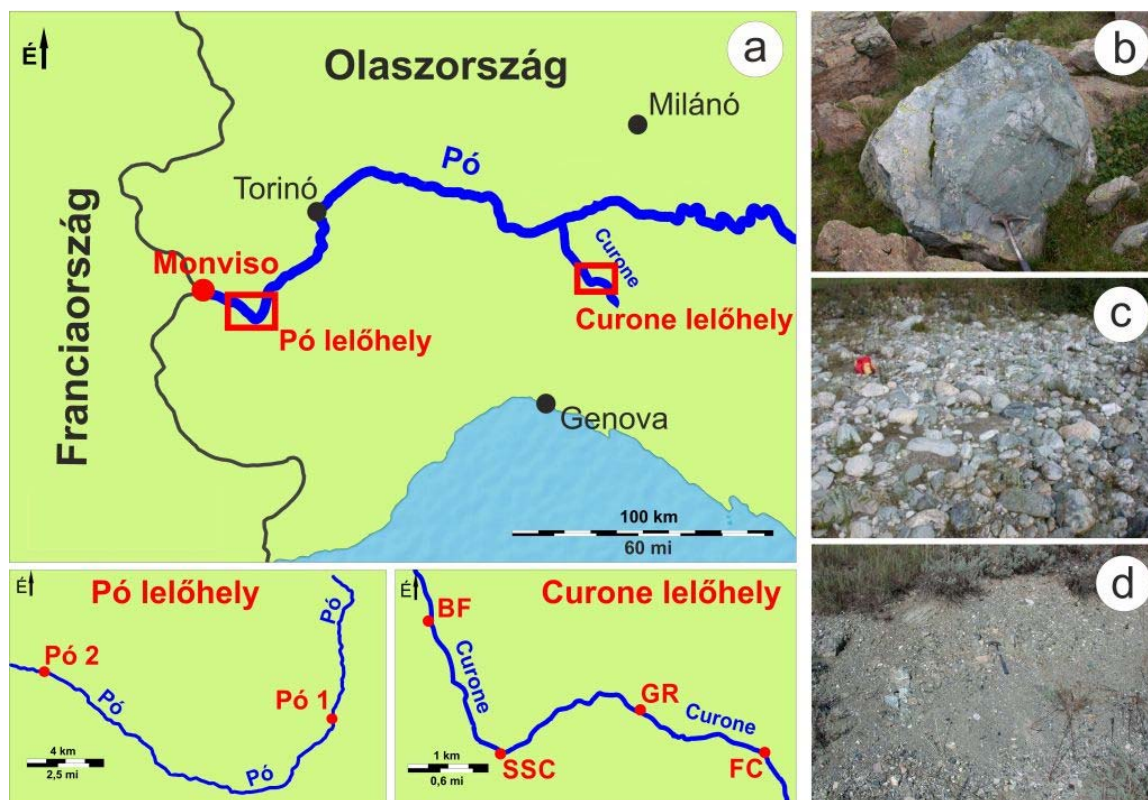 É
Olaszország
a
Milánó
Pó
Torinó
Curone
Monviso
Franciaország
Pó lelőhely
Curone lelőhely
Genova
100 km
60 mi
É
Pó lelőhely
Pó
Pó 2
Pó 1
Pó
Pó
4 km
2,5 mi
É
Curone lelőhely
BF
Curone
GR
Curone
SSC
FC
1 km
0,6 mi
b
c
d